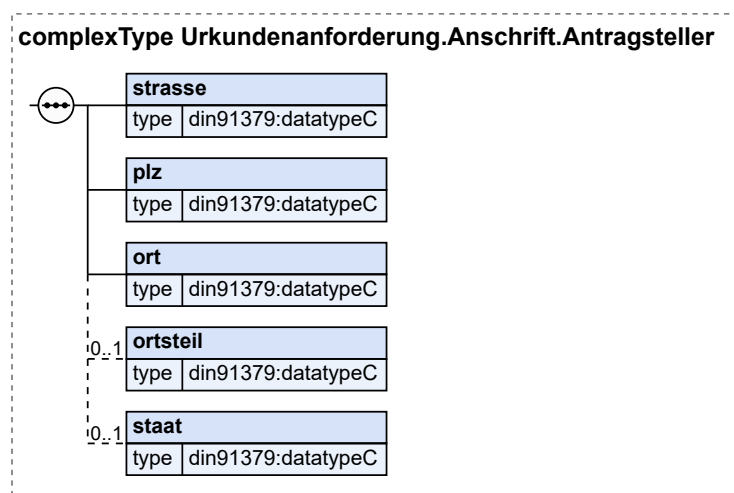 complexType Urkundenanforderung.Anschrift.Antragsteller
strasse
type din91379:datatypeC
plz
type din91379:datatypeC
ort
type din91379:datatypeC
0..1 ortsteil
type din91379:datatypeC
0..1 staat
type din91379:datatypeC